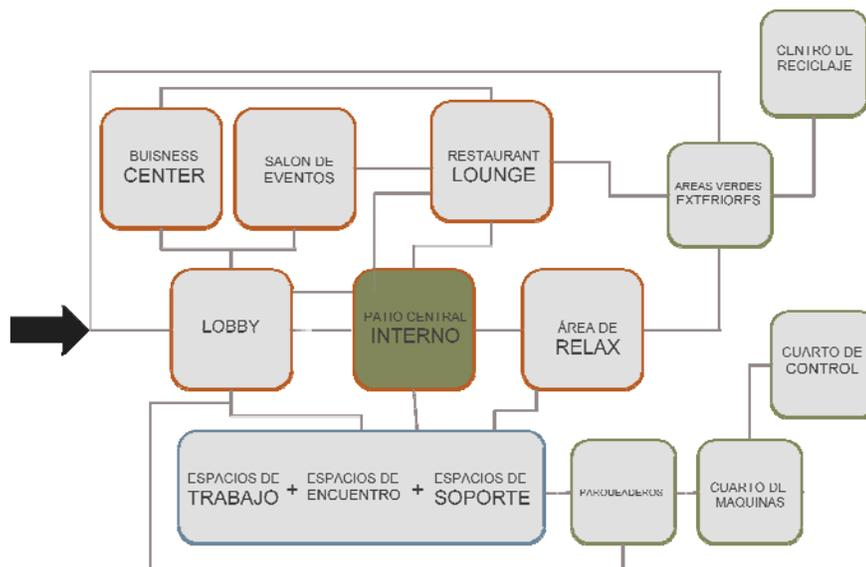 CENTRO DE
RECICLAJE
BUISNESS
CENTER
SALON DE
EVENTOS
RESTAURANT
LOUNGE
AREAS VERDES
EXTERIORES
LOBBY
PATIO CENTRAL
INTERNO
ÁREA DE
RELAX
CUARTO DE
CONTROL
ESPACIOS DE
TRABAJO
+
ESPACIOS DE
ENCUENTRO
+
ESPACIOS DE
SOPORTE
PARQUEADEROS
CUARTO DE
MAQUINAS